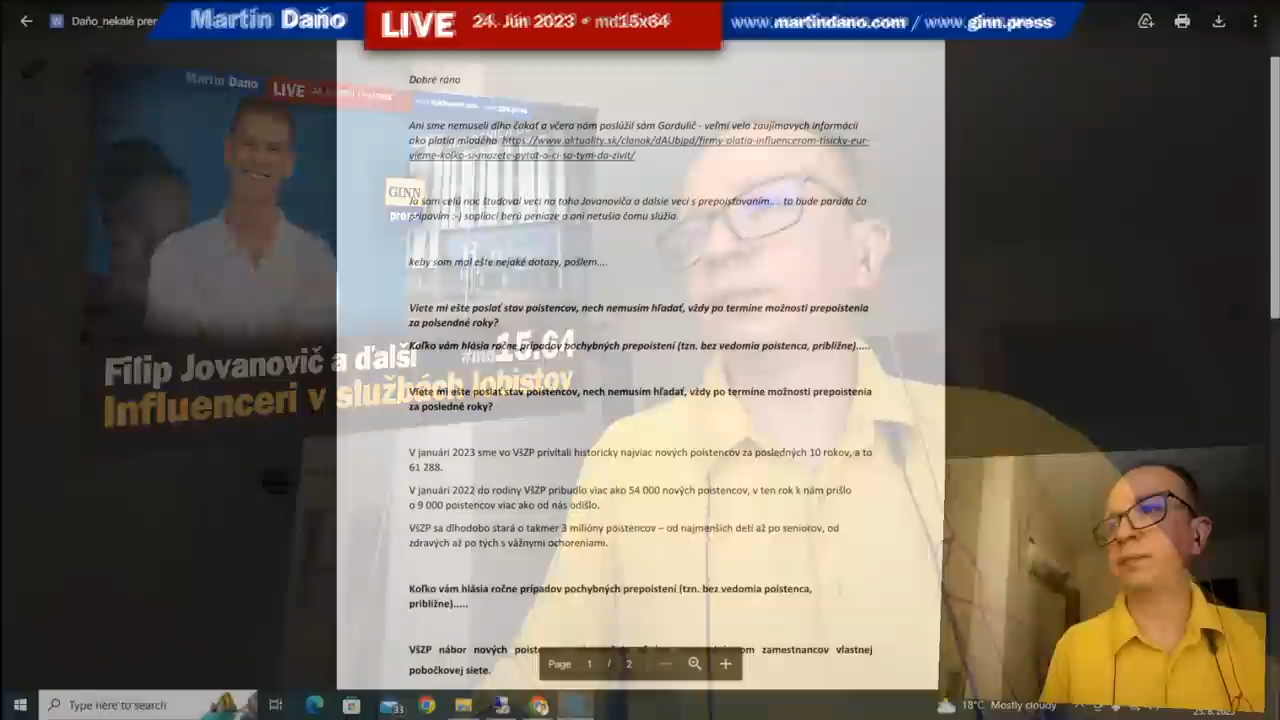 Daňo_nekalé prer
Martin Daňo
LIVE
24. Jún 2023 • md15x64
www.martindano.com / www.ginn.press
Martin Daňo LIVE
GINN
press
Filip Jovanovič a ďalší
#md15.64
Influenceri v službách lobistov
Dobré ráno
Ani sme nemuseli dlho čakať a včera nám poslúžil sám Gardulič - veľmi veľa zaujímavych informácií
ako platia mladého https://www.aktuality.sk/clanok/dAUbjpd/firmy-platia-influencerom-tisicky-eur-
vieme-kolko-si-mozete-pytat-a-ci-sa-tym-da-zivit/
Ja som celú noc študoval veci na toho Jovanoviča a dalsie veci s prepoisťovaním.... to bude paráda čo
pripavím :-) sopliaci berú peniaze a ani netušia čomu slúžia.
keby som mal ešte nejaké dotazy, pošlem....
Viete mi ešte poslať stav poistencov, nech nemusím hľadať, vždy po termíne možnosti prepoistenia
za polsendné roky?
Koľko vám hlásia ročne prípadov pochybných prepoistení (tzn. bez vedomia poistenca, približne).....
Viete mi ešte poslať stav poistencov, nech nemusím hľadať, vždy po termíne možnosti prepoistenia
za posledné roky?
V januári 2023 sme vo VšZP privítali historicky najviac nových poistencov za posledných 10 rokov, a to
61 288.
V januári 2022 do rodiny VšZP pribudlo viac ako 54 000 nových poistencov, v ten rok k nám prišlo
o 9 000 poistencov viac ako od nás odišlo.
VšZP sa dlhodobo stará o takmer 3 milióny poistencov – od najmenších detí až po seniorov, od
zdravých až po tých s vážnymi ochoreniami.
Koľko vám hlásia ročne prípadov pochybných prepoistení (tzn. bez vedomia poistenca,
približne).....
VšZP nábor nových zamestnancov vlastnej
pobočkovej siete.
Page 1 / 2
Type here to search
33
18°C Mostly cloudy